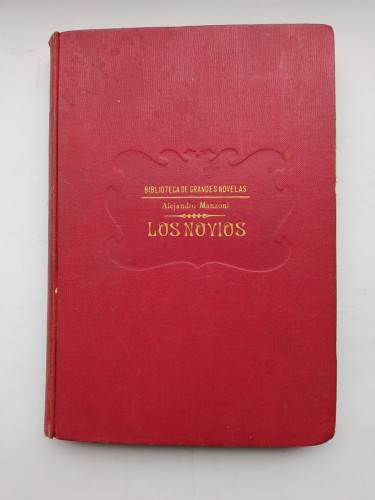 BIBLIOTECA DE GRANDES NOVELAS
Alejandro Manzoni
LOS NOVIOS